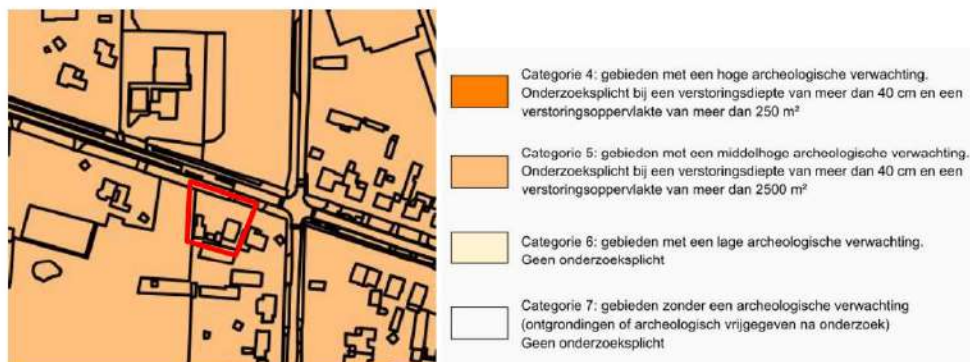 Categorie 4: gebieden met een hoge archeologische verwachting.
Onderzoeksplicht bij een verstoringsdiepte van meer dan 40 cm en een
verstoringsoppervlakte van meer dan 250 m²
Categorie 5: gebieden met een middelhoge archeologische verwachting.
Onderzoeksplicht bij een verstoringsdiepte van meer dan 40 cm en een
verstoringsoppervlakte van meer dan 2500 m²
Categorie 6: gebieden met een lage archeologische verwachting.
Geen onderzoeksplicht
Categorie 7: gebieden zonder een archeologische verwachting
(ontgrondingen of archeologisch vrijgegeven na onderzoek)
Geen onderzoeksplicht